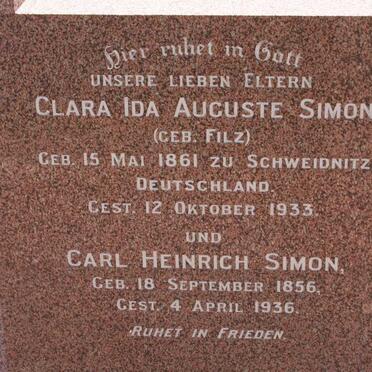 Hier ruhet in Gott
UNSERE LIEBEN ELTERN
CLARA IDA AUGUSTE SIMON
(GEB. FILZ)
GEB. 15 MAI 1861 ZU SCHWEIDNITZ
DEUTSCHLAND.
GEST. 12 OKTOBER 1933.
UND
CARL HEINRICH SIMON,
GEB. 18 SEPTEMBER 1856,
GEST. 4 APRIL 1936.
RUHET IN FRIEDEN.